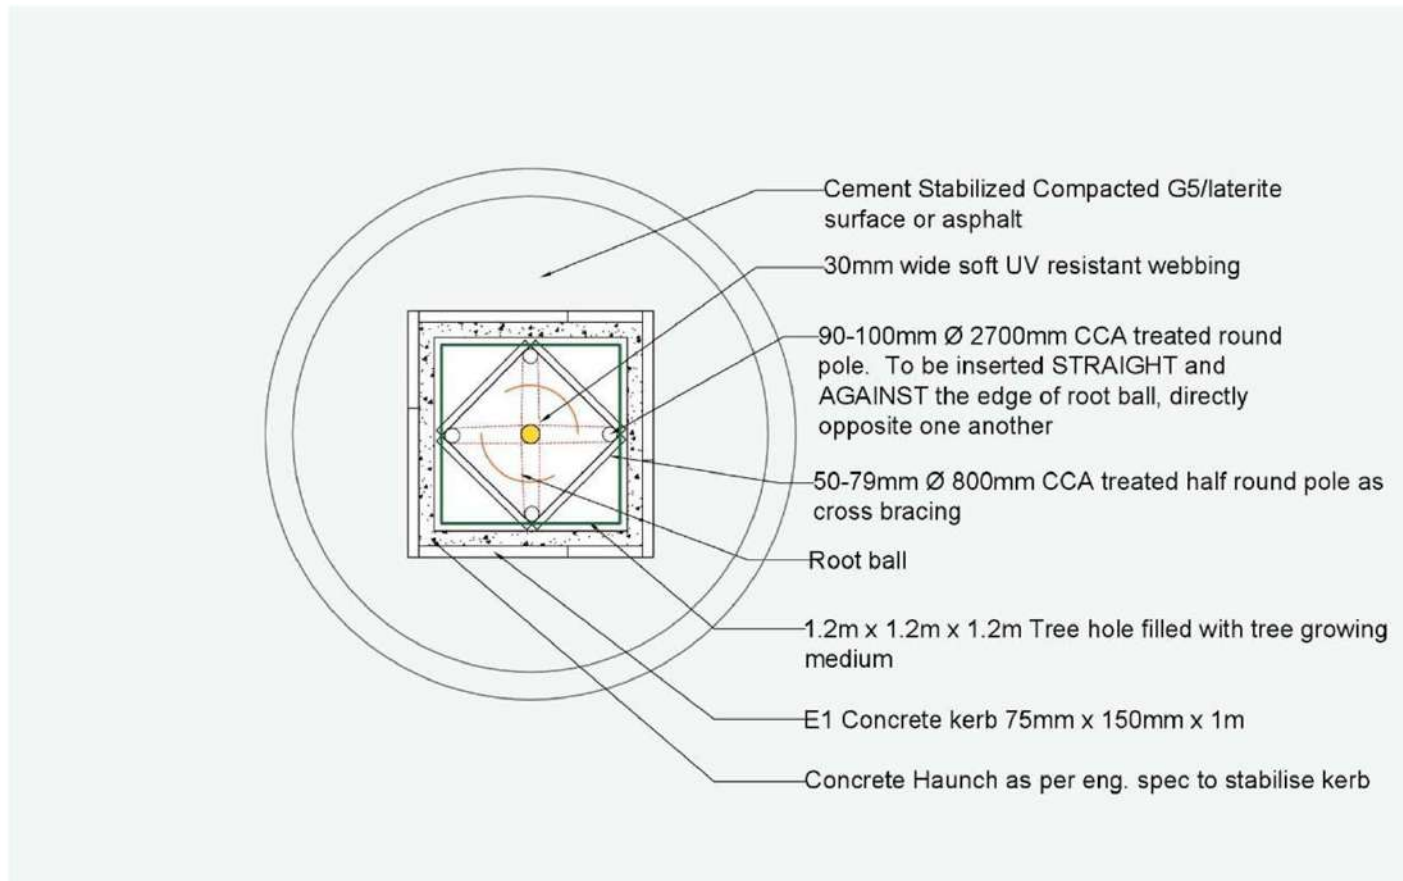 Cement Stabilized Compacted G5/laterite
surface or asphalt
30mm wide soft UV resistant webbing
90-100mm Ø 2700mm CCA treated round
pole. To be inserted STRAIGHT and
AGAINST the edge of root ball, directly
opposite one another
50-79mm Ø 800mm CCA treated half round pole as
cross bracing
Root ball
1.2m x 1.2m x 1.2m Tree hole filled with tree growing
medium
E1 Concrete kerb 75mm x 150mm x 1m
Concrete Haunch as per eng. spec to stabilise kerb